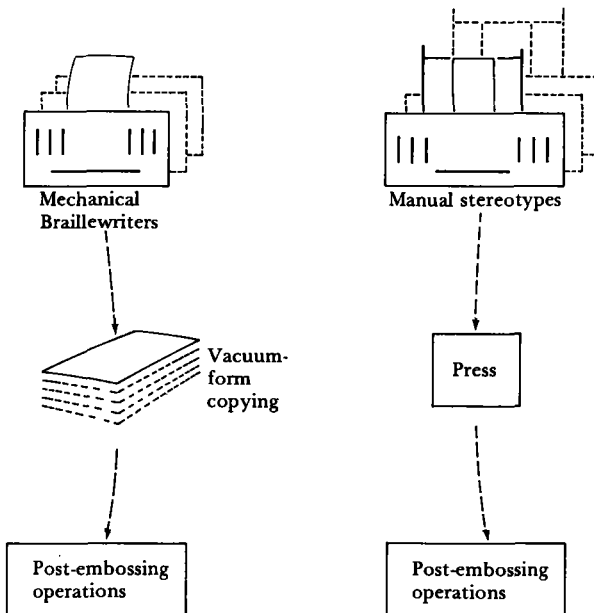 Mechanical
Braillewriters
Manual stereotypes
Vacuum-
form
copying
Press
Post-embossing
operations
Post-embossing
operations